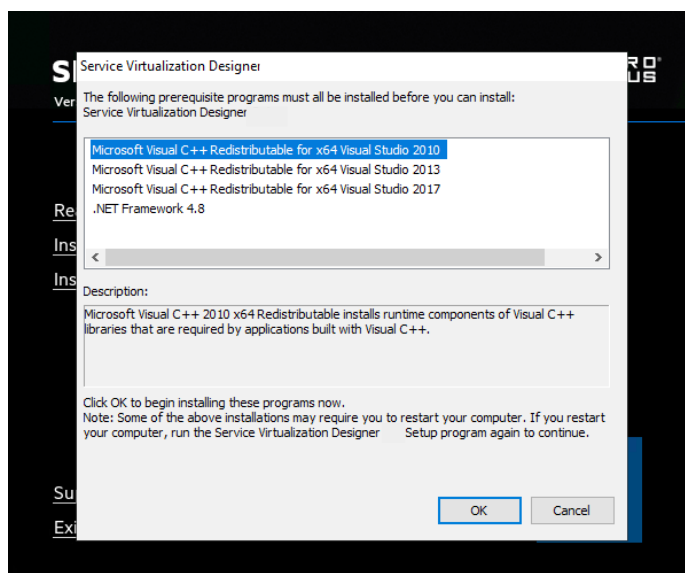 Service Virtualization Designer
The following prerequisite programs must all be installed before you can install:
Service Virtualization Designer
Microsoft Visual C++ Redistributable for x64 Visual Studio 2010
Microsoft Visual C++ Redistributable for x64 Visual Studio 2013
Microsoft Visual C++ Redistributable for x64 Visual Studio 2017
.NET Framework 4.8
Description:
Microsoft Visual C++ 2010 x64 Redistributable installs runtime components of Visual C++
libraries that are required by applications built with Visual C++.
Click OK to begin installing these programs now.
Note: Some of the above installations may require you to restart your computer. If you restart
your computer, run the Service Virtualization Designer Setup program again to continue.
OK Cancel